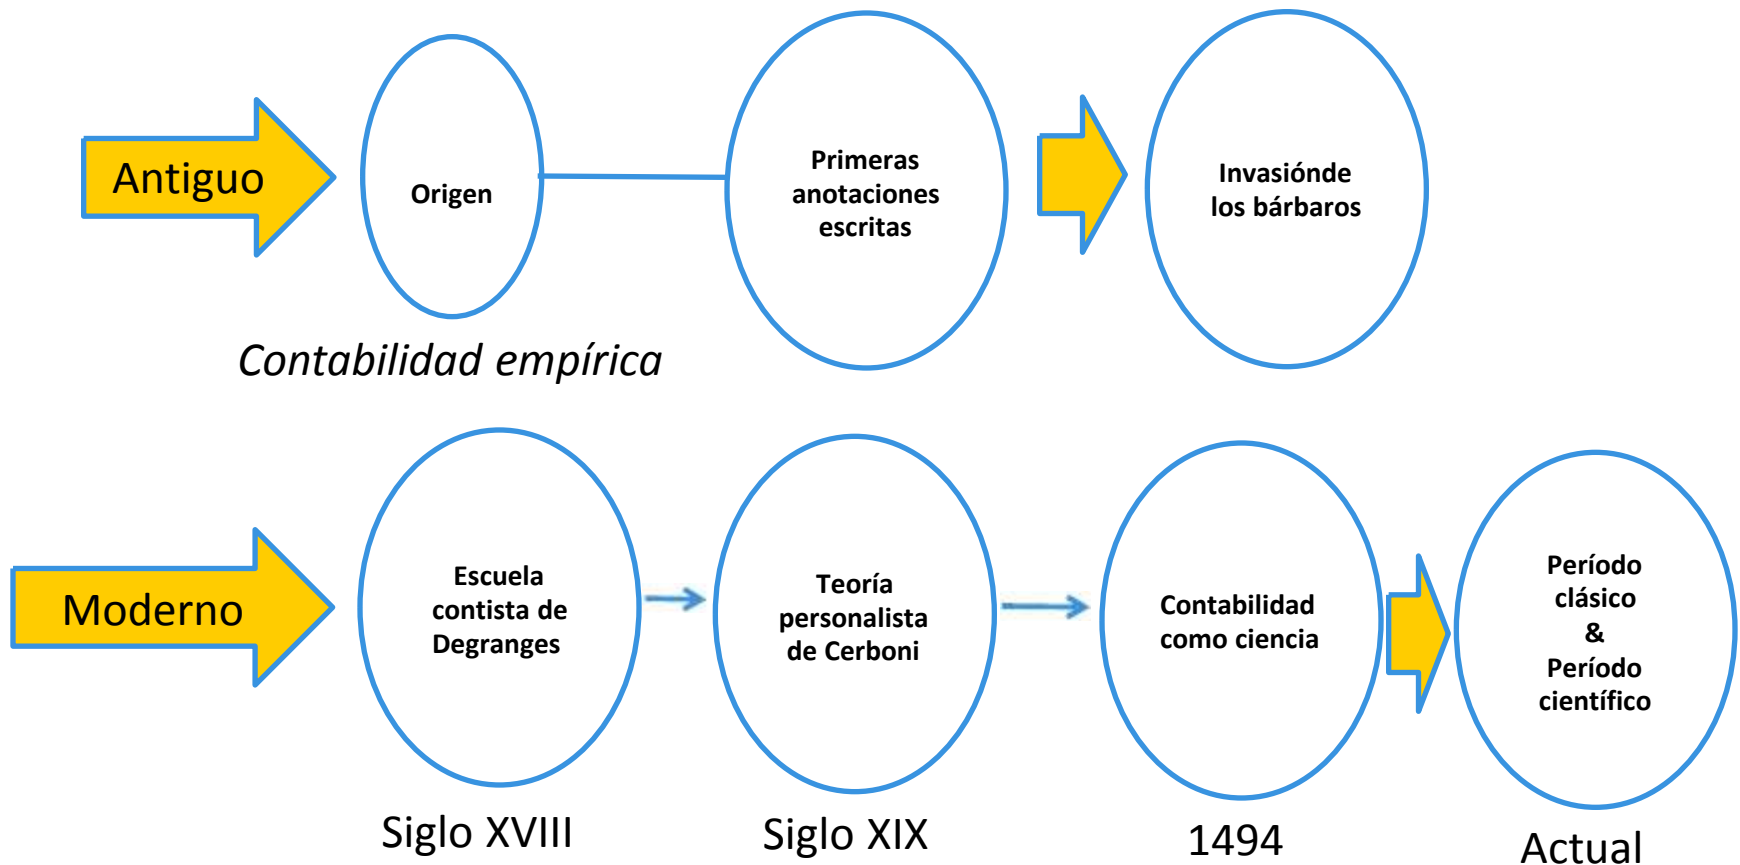 Antiguo
Origen
Primeras
anotaciones
escritas
Invasiónde
los bárbaros
Contabilidad empírica
Moderno
Escuela
contista de
Degranges
Teoría
personalista
de Cerboni
Contabilidad
como ciencia
Período
clásico
&
Período
científico
Siglo XVIII
Siglo XIX
1494
Actual